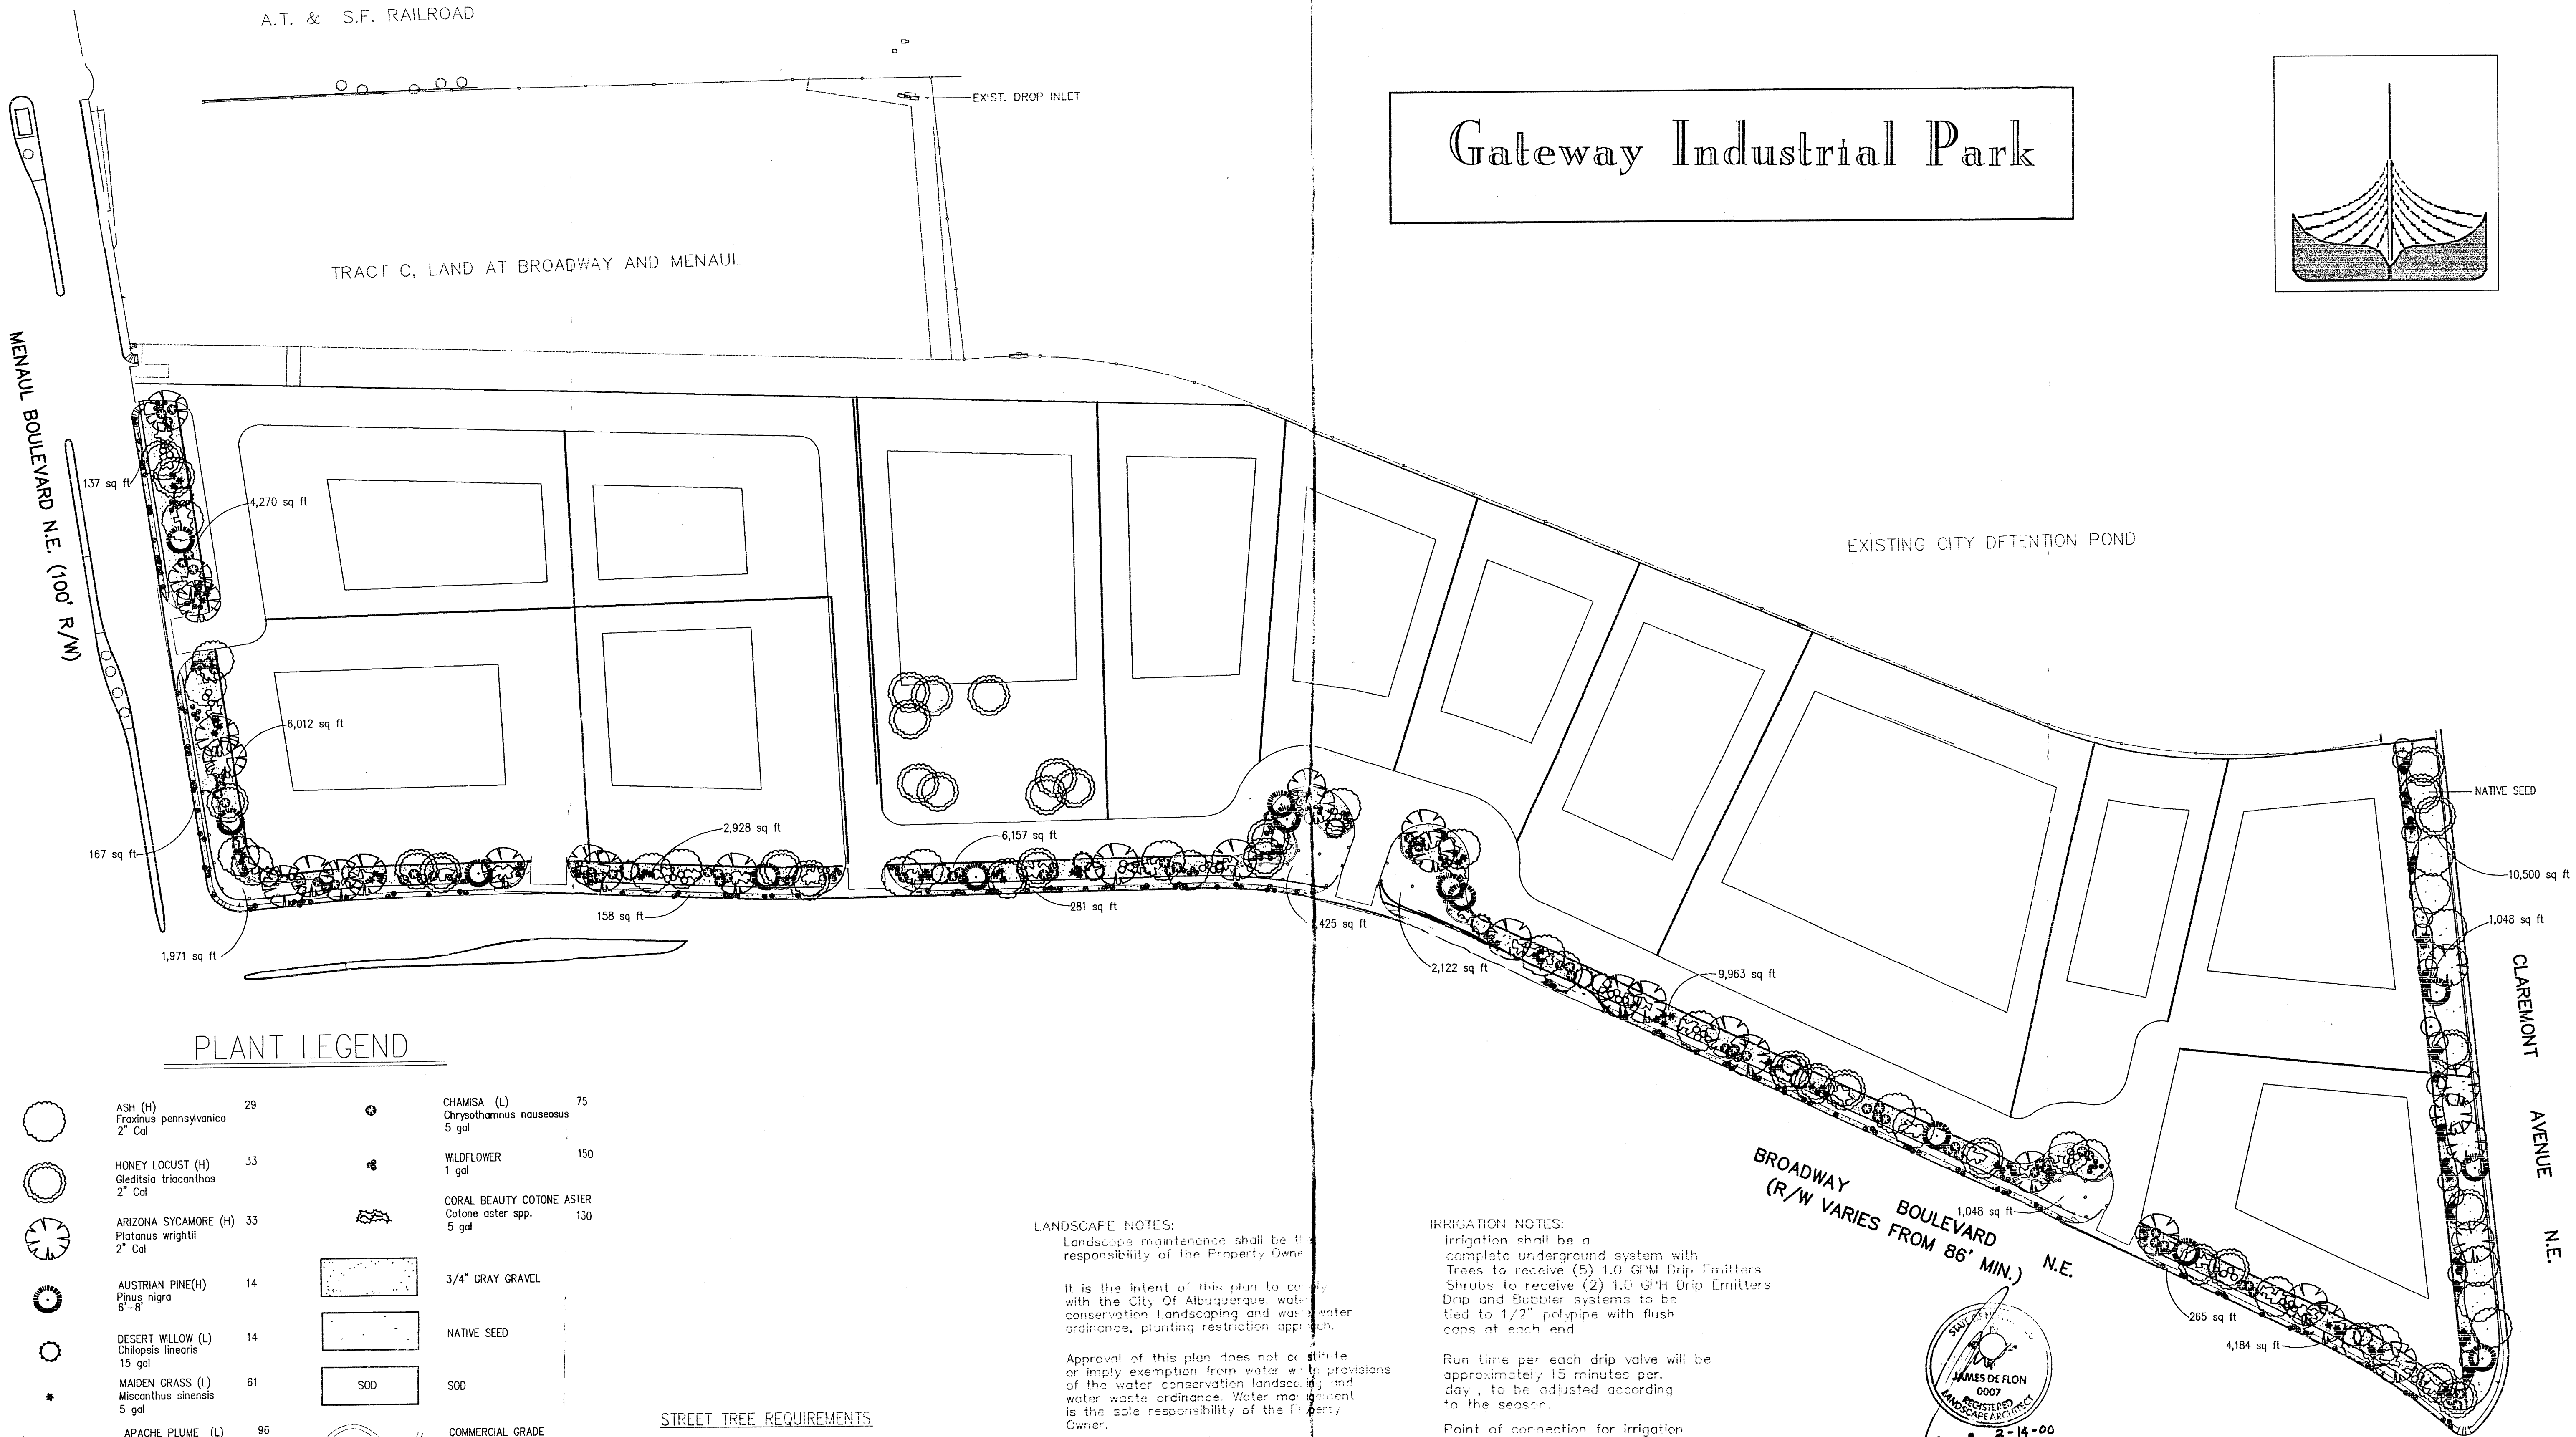 A.T. & S.F. RAILROAD
EXIST. DROP INLET
Gateway Industrial Park
TRACT C, LAND AT BROADWAY AND MENAUL
MENAUL BOULEVARD N.E. (100' R/W)
137 sq ft
4,270 sq ft
EXISTING CITY DETENTION POND
6,012 sq ft
NATIVE SEED
2,928 sq ft
6,157 sq ft
167 sq ft
10,500 sq ft
158 sq ft
281 sq ft
425 sq ft
1,048 sq ft
1,971 sq ft
2,122 sq ft
9,963 sq ft
CLAREMONT AVENUE N.E.
PLANT LEGEND
ASH (H) 29
Fraxinus pennsylvanica
2" Cal
HONEY LOCUST (H) 33
Gleditsia triacanthos
2" Cal
ARIZONA SYCAMORE (H) 33
Platanus wrightii
2" Cal
AUSTRIAN PINE(H) 14
Pinus nigra
6'-8'
DESERT WILLOW (L) 14
Chilopsis linearis
15 gal
MAIDEN GRASS (L) 61
Miscanthus sinensis
5 gal
APACHE PLUME (L) 96
CHAMISA (L) 75
Chrysothamnus nauseosus
5 gal
WILDFLOWER 150
1 gal
CORAL BEAUTY COTONE ASTER
Cotone aster spp. 130
5 gal
3/4" GRAY GRAVEL
NATIVE SEED
SOD SOD
COMMERCIAL GRADE
STREET TREE REQUIREMENTS
LANDSCAPE NOTES:
Landscape maintenance shall be
responsibility of the Property
It is the intent of this plan to
with the City Of Albuquerque,
conservation Landscaping and water
ordinance, planting restriction
Approval of this plan does not
or imply exemption from water provisions
of the water conservation and
water waste ordinance. Water
is the sole responsibility of the
Owner.
IRRIGATION NOTES:
Irrigation shall be a
complete underground system with
Trees to receive (5) 1.0 GPM Drip Emitters
Shrubs to receive (2) 1.0 GPH Drip Emitters
Drip and Bubbler systems to be
tied to 1/2" polypipe with flush
caps at each end
Run time per each drip valve will be
approximately 15 minutes per.
day , to be adjusted according
to the season.
Point of connection for irrigation
BROADWAY BOULEVARD N.E.
(R/W VARIES FROM 86' MIN.)
1,048 sq ft
265 sq ft
4,184 sq ft
JAMES DE FLON
0007
REGISTERED
LANDSCAPE ARCHITECT
2-14-00